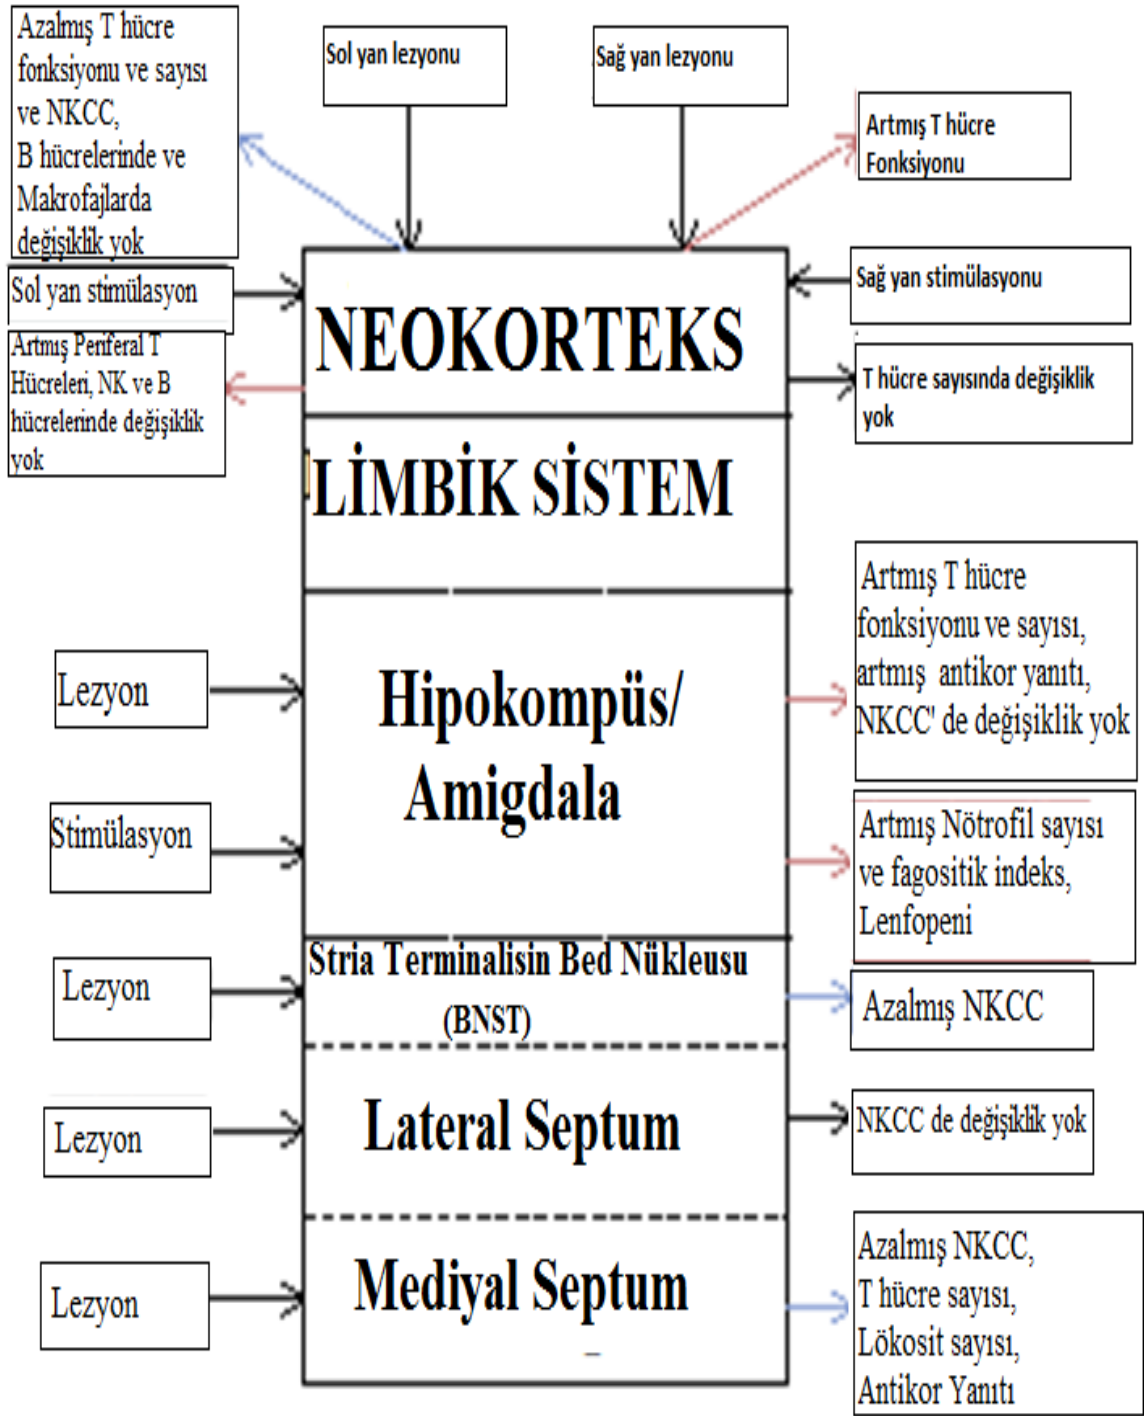 Azalmış T hücre
fonksiyonu ve sayısı
ve NKCC,
B hücrelerinde ve
Makrofajlarda
değişiklik yok
Sol yan lezyonu
Sağ yan lezyonu
Artmış T hücre
Fonksiyonu
Sol yan stimülasyon
Sağ yan stimülasyonu
Artmış Periferal T
Hücreleri, NK ve B
hücrelerinde değişiklik
yok
NEOKORTEKS
T hücre sayısında değişiklik
yok
LİMBİK SİSTEM
Lezyon
Hipokompüs/
Amigdala
Artmış T hücre
fonksiyonu ve sayısı,
artmış antikor yanıtı,
NKCC' de değişiklik yok
Stimülasyon
Artmış Nötrofil sayısı
ve fagositik indeks,
Lenfopeni
Lezyon
Stria Terminalisin Bed Nükleusu
(BNST)
Azalmış NKCC
Lezyon
Lateral Septum
NKCC de değişiklik yok
Lezyon
Mediyal Septum
Azalmış NKCC,
T hücre sayısı,
Lökosit sayısı,
Antikor Yanıtı